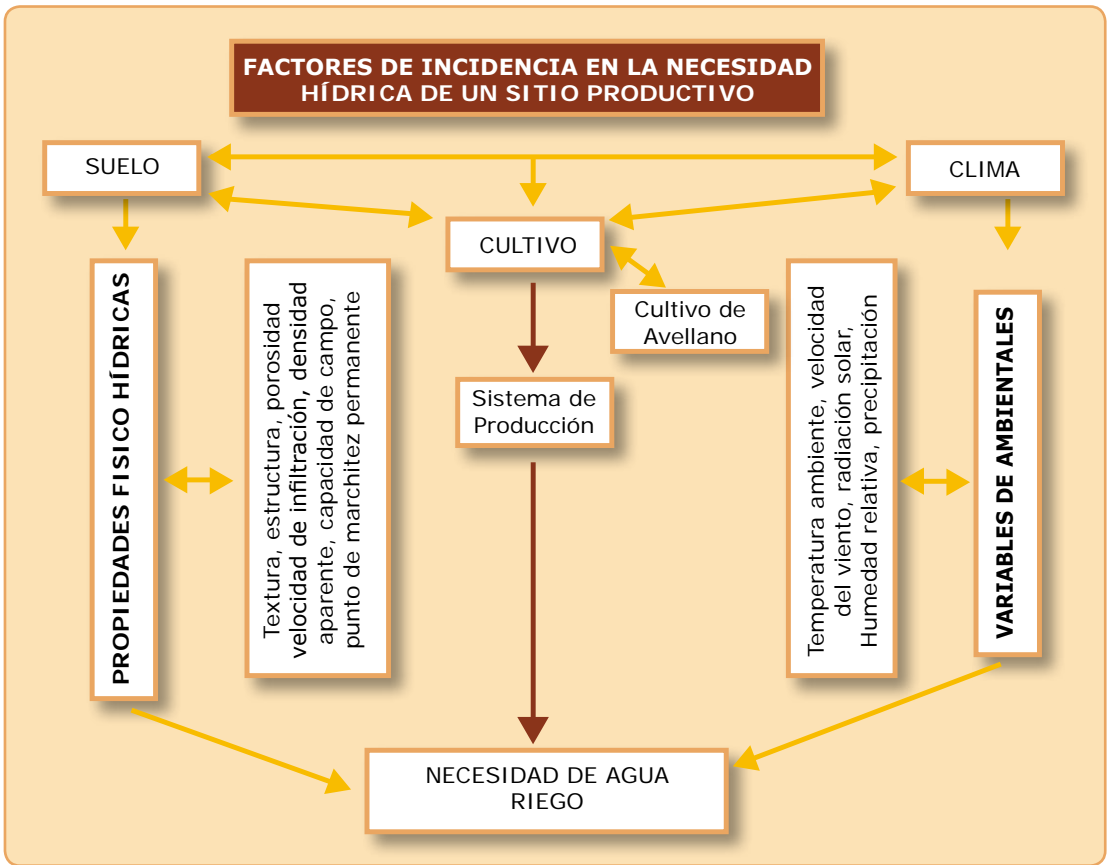 FACTORES DE INCIDENCIA EN LA NECESIDAD
HÍDRICA DE UN SITIO PRODUCTIVO
SUELO
CLIMA
CULTIVO
Cultivo de
Avellano
Sistema de
Producción
PROPIEDADES FISICO HÍDRICAS
Textura, estructura, porosidad
velocidad de infiltración, densidad
aparente, capacidad de campo,
punto de marchitez permanente
Temperatura ambiente, velocidad
del viento, radiación solar,
Humedad relativa, precipitación
VARIABLES DE AMBIENTALES
NECESIDAD DE AGUA
RIEGO